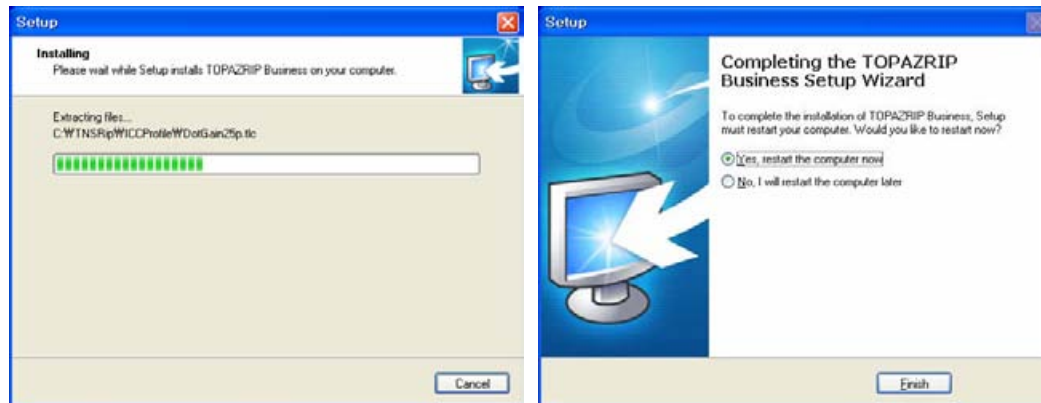 Setup
Installing
Please wait while Setup installs TOPAZRIP Business on your computer.
Extracting files...
C:₩TNSRip₩ICCProfile₩DotGain25p.tlc
Cancel
Setup
Completing the TOPAZRIP
Business Setup Wizard
To complete the installation of TOPAZRIP Business, Setup
must restart your computer. Would you like to restart now?
Yes, restart the computer now
No, I will restart the computer later
Finish